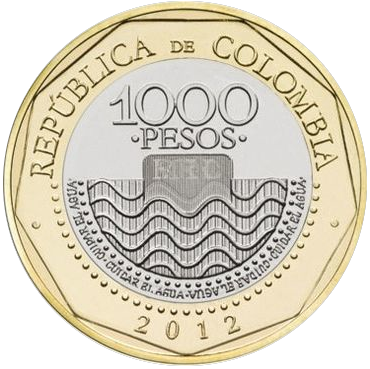 REPÚBLICA DE COLOMBIA
1000
·PESOS·
CUIDAR EL AGUA·CUIDAR EL AGUA·CUIDAR EL AGUA·CUIDAR EL AGUA
· 2012 ·